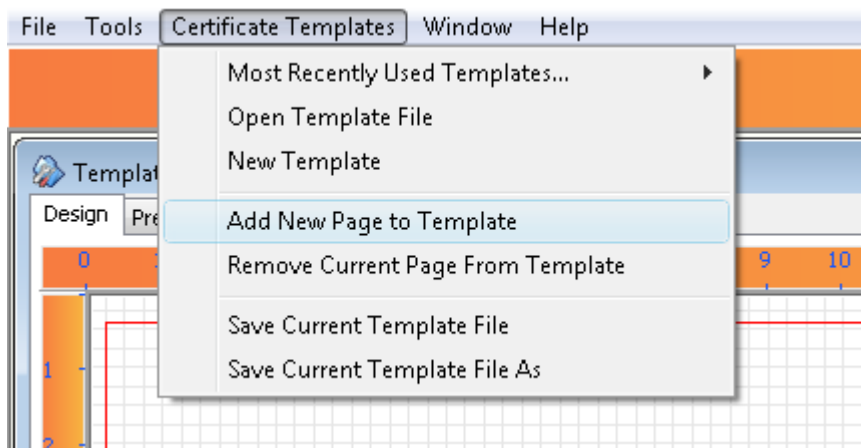 File Tools Certificate Templates Window Help
Most Recently Used Templates...
Open Template File
New Template
Design
Add New Page to Template
0 9 10
Remove Current Page From Template
Save Current Template File
1
Save Current Template File As
2